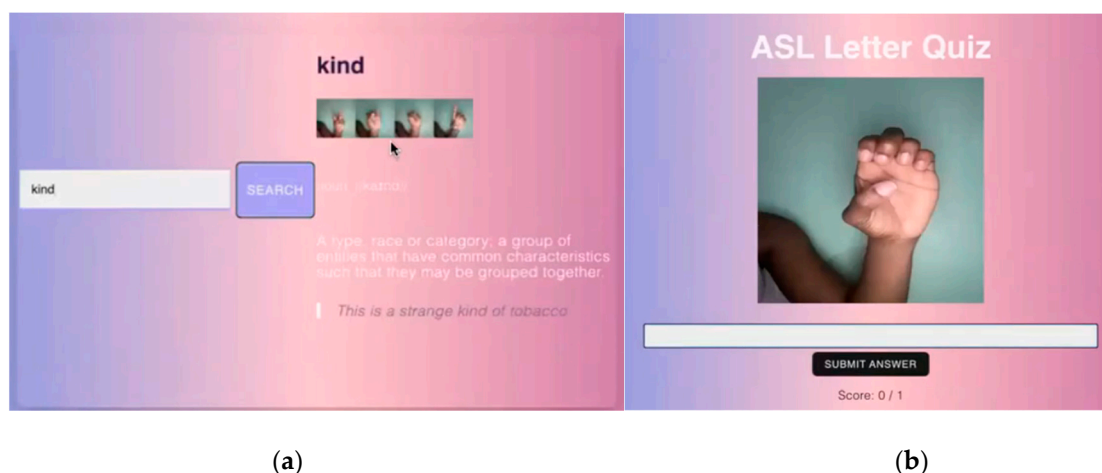 kind
kind
SEARCH
A type, race or category; a group of
entities that have common characteristics
such that they may be grouped together.
This is a strange kind of tobacco
(a)
ASL Letter Quiz
SUBMIT ANSWER
Score: 0 / 1
(b)